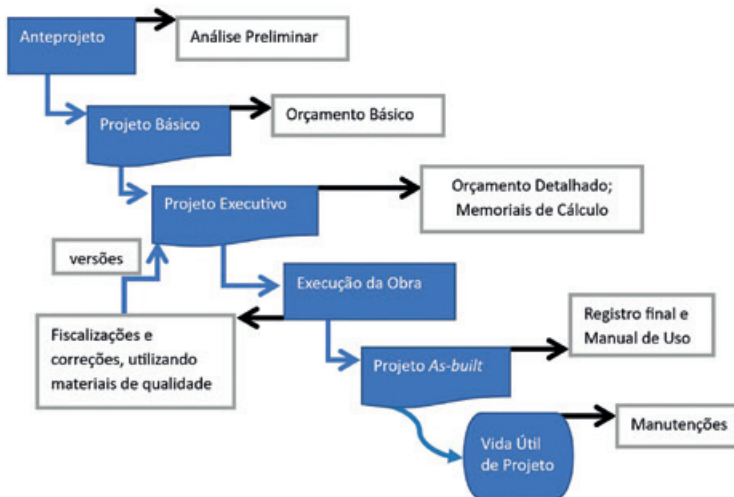 Anteprojeto
Análise Preliminar
Projeto Básico
Orçamento Básico
Projeto Executivo
Orçamento Detalhado;
Memoriais de Cálculo
versões
Execução da Obra
Fiscalizações e
correções, utilizando
materiais de qualidade
Registro final e
Manual de Uso
Projeto As-built
Vida Útil
de Projeto
Manutenções